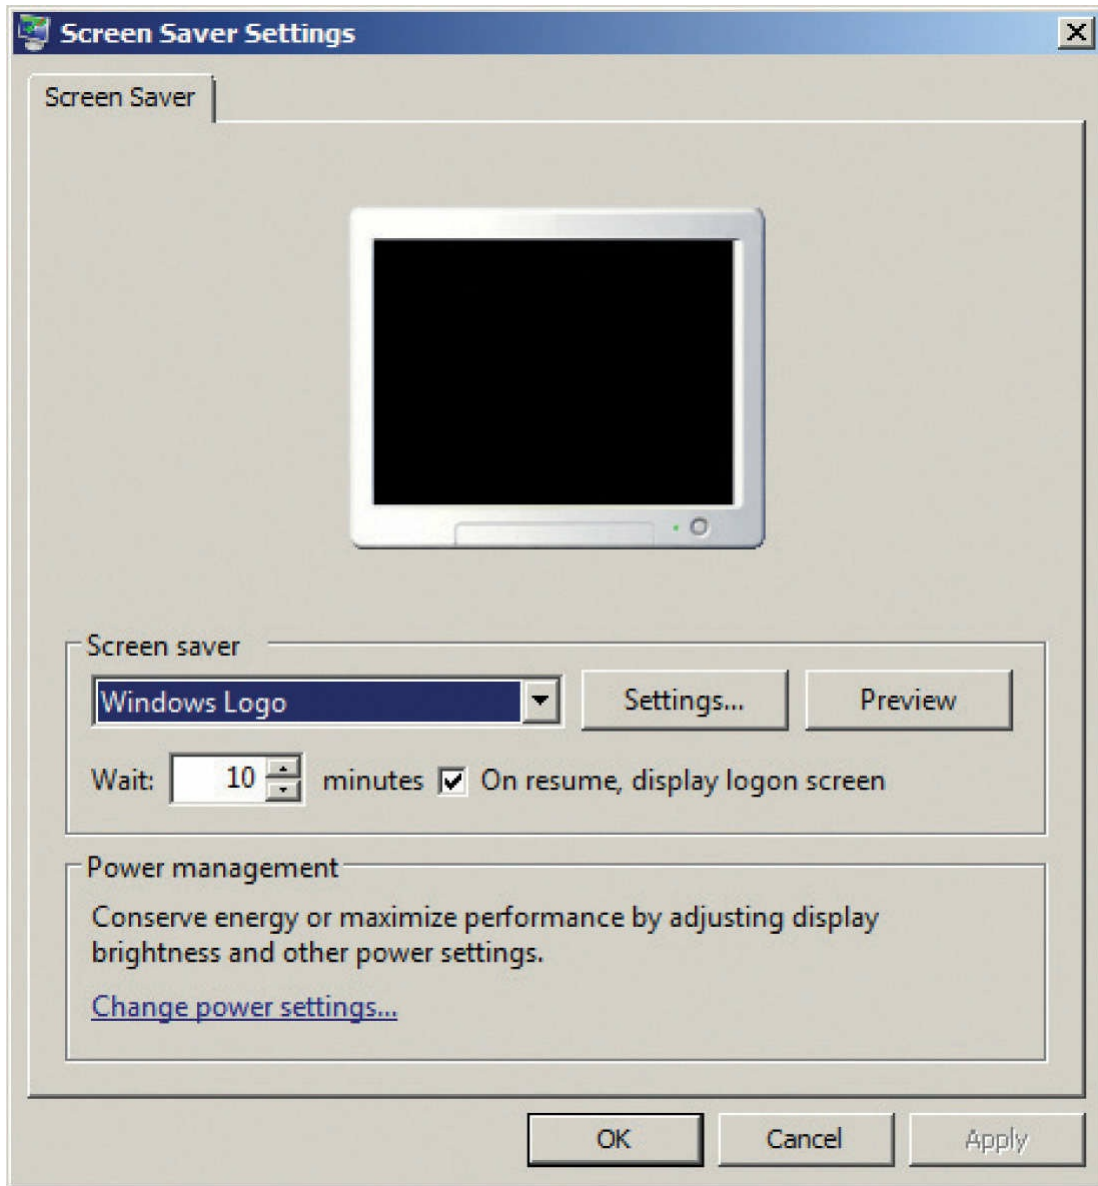 Screen Saver Settings
Screen Saver
Screen saver
Windows Logo
Settings...
Preview
Wait: 10 minutes On resume, display logon screen
Power management
Conserve energy or maximize performance by adjusting display
brightness and other power settings.
Change power settings...
OK
Cancel
Apply